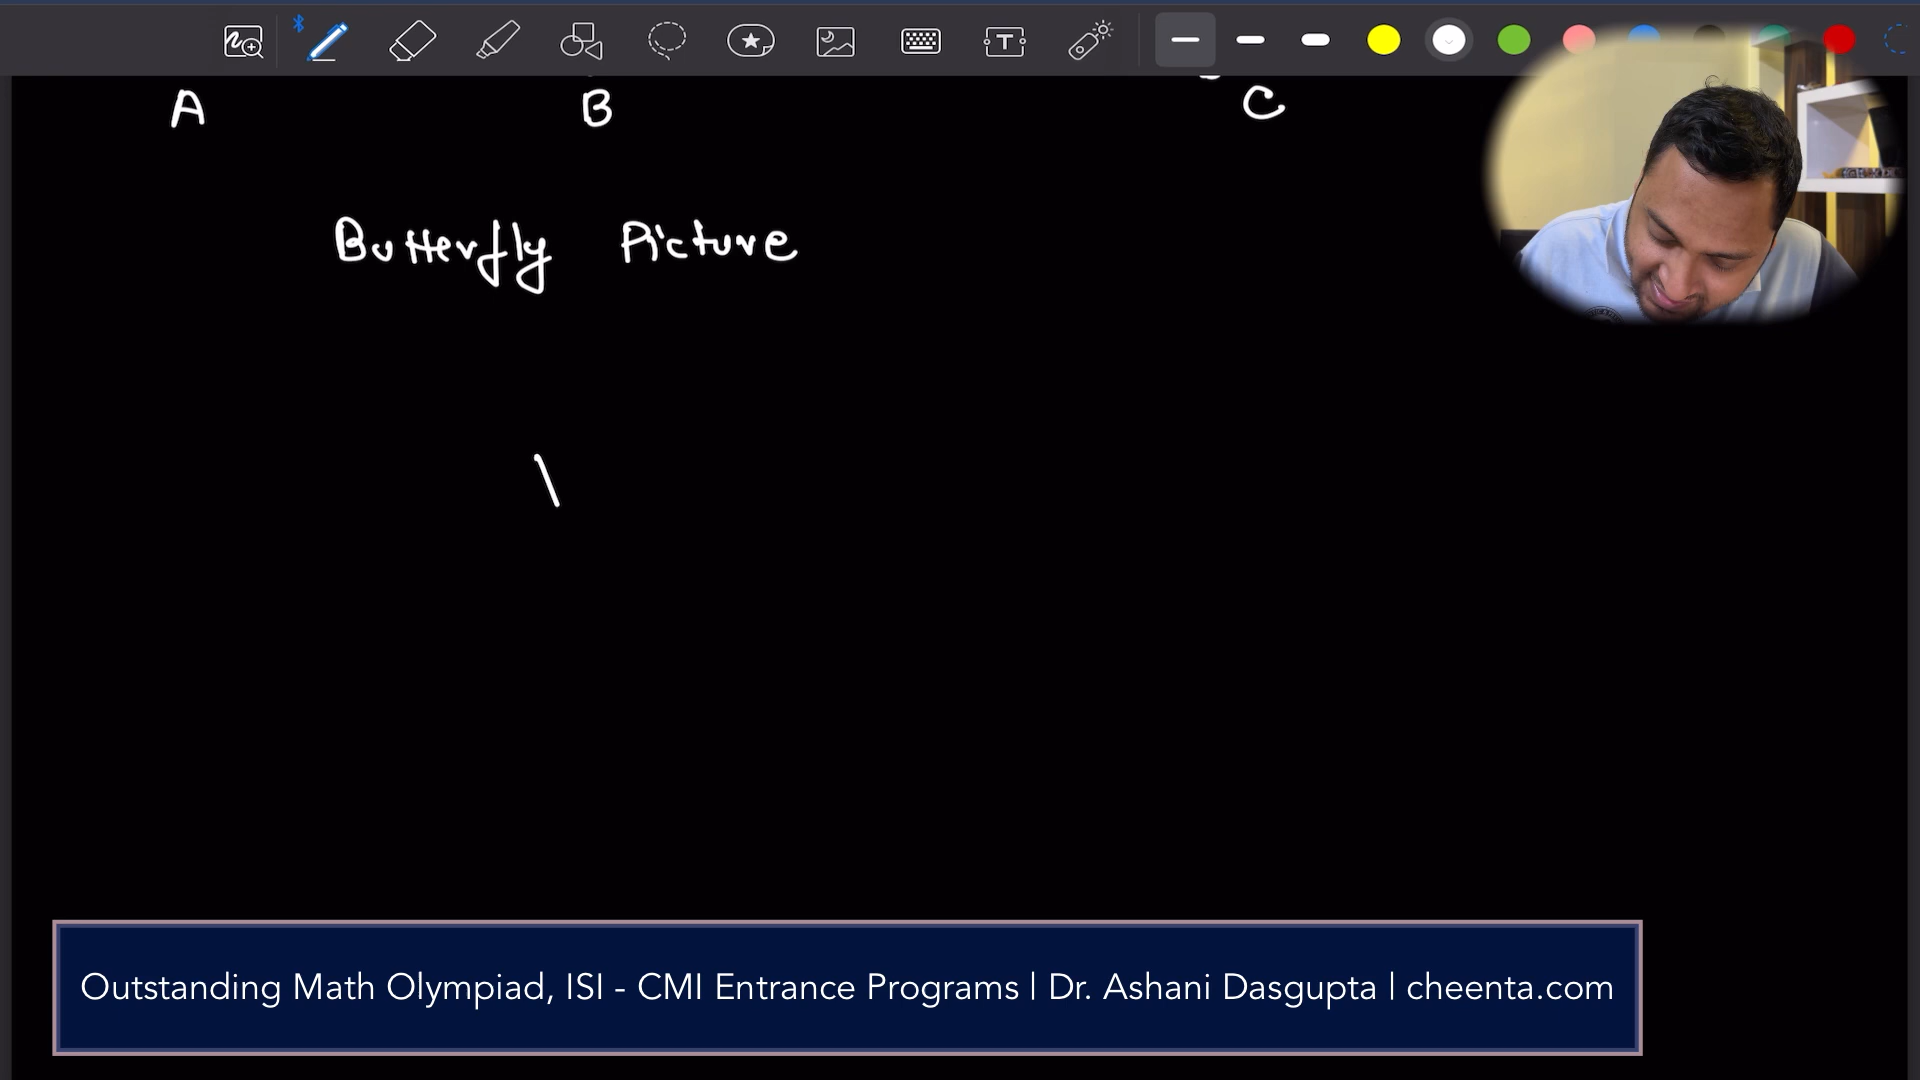 A B C
Butterfly Picture
Outstanding Math Olympiad, ISI - CMI Entrance Programs | Dr. Ashani Dasgupta | cheenta.com